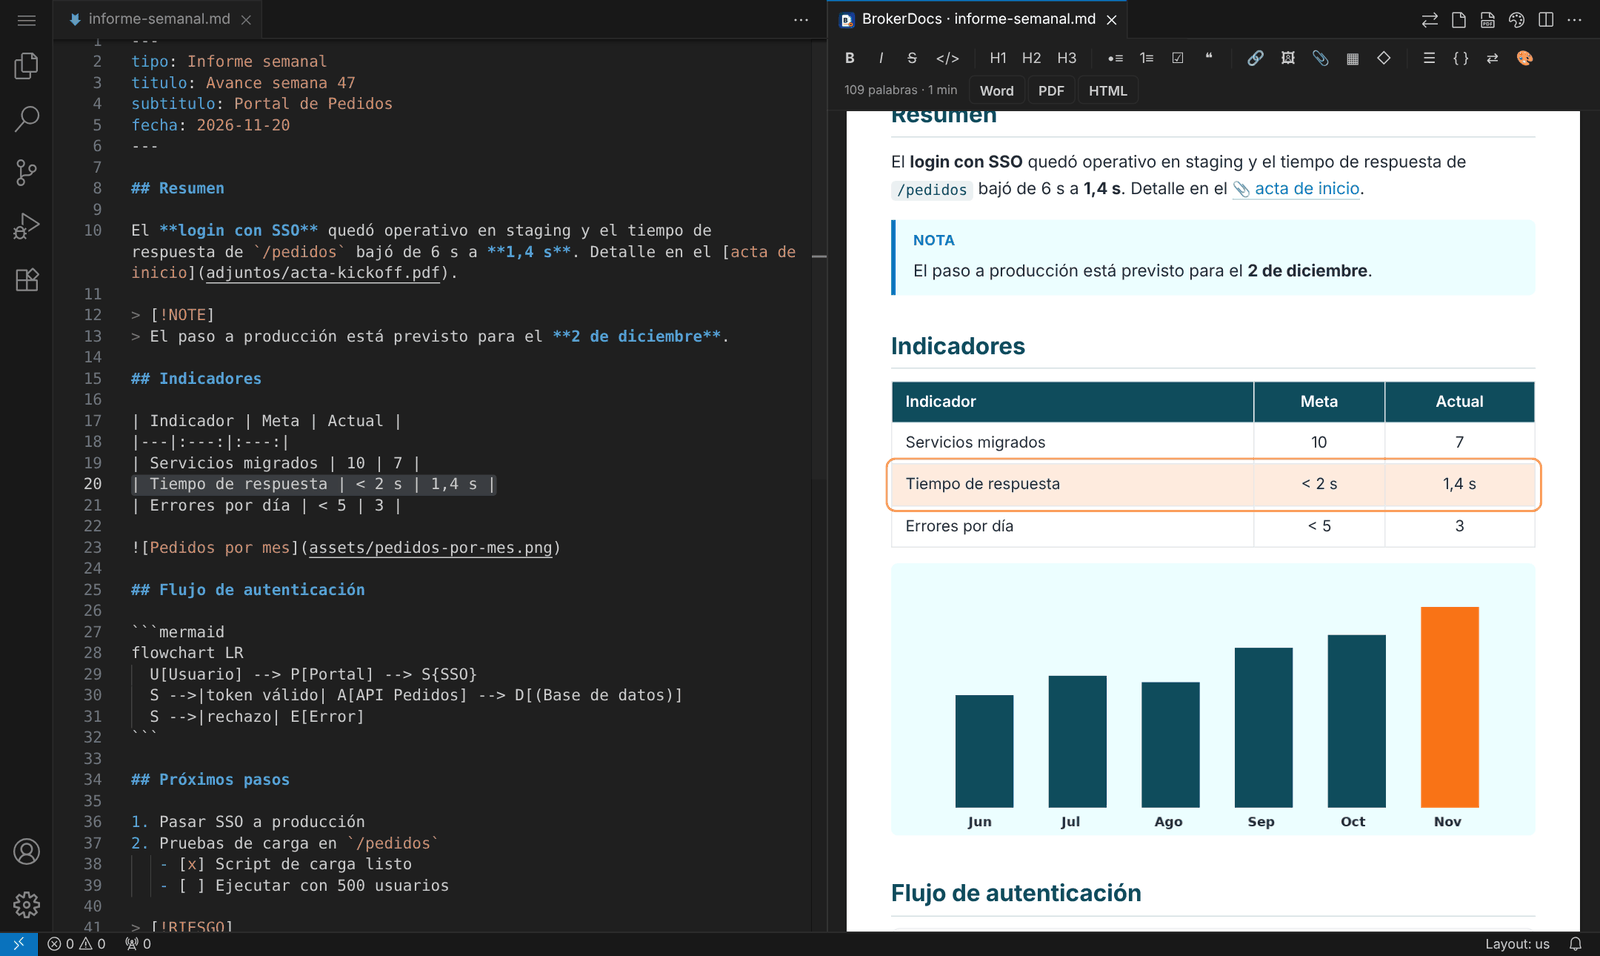 informe-semanal.md
1 ---
2 tipo: Informe semanal
3 titulo: Avance semana 47
4 subtitulo: Portal de Pedidos
5 fecha: 2026-11-20
6 ---
7
8 ## Resumen
9
10 El **login con SSO** quedó operativo en staging y el tiempo de
respuesta de `/pedidos` bajó de 6 s a **1,4 s**. Detalle en el [acta de
inicio](adjuntos/acta-kickoff.pdf).
11
12 > [!NOTE]
13 > El paso a producción está previsto para el **2 de diciembre**.
14
15 ## Indicadores
16
17 | Indicador | Meta | Actual |
18 |---|:---:|:---:|
19 | Servicios migrados | 10 | 7 |
20 | Tiempo de respuesta | < 2 s | 1,4 s |
21 | Errores por día | < 5 | 3 |
22
23 ![Pedidos por mes](assets/pedidos-por-mes.png)
24
25 ## Flujo de autenticación
26
27 ```mermaid
28 flowchart LR
29 U[Usuario] --> P[Portal] --> S{SSO}
30 S -->|token válido| A[API Pedidos] --> D[(Base de datos)]
31 S -->|rechazo| E[Error]
32 ```
33
34 ## Próximos pasos
35
36 1. Pasar SSO a producción
37 2. Pruebas de carga en `/pedidos`
38 - [x] Script de carga listo
39 - [ ] Ejecutar con 500 usuarios
40
41 > [!RIESGO]
BrokerDocs · informe-semanal.md
B I S </> H1 H2 H3
109 palabras · 1 min Word PDF HTML
Resumen
El login con SSO quedó operativo en staging y el tiempo de respuesta de
/pedidos bajó de 6 s a 1,4 s. Detalle en el acta de inicio.
NOTA
El paso a producción está previsto para el 2 de diciembre.
Indicadores
Indicador Meta Actual
Servicios migrados 10 7
Tiempo de respuesta < 2 s 1,4 s
Errores por día < 5 3
Jun Jul Ago Sep Oct Nov
Flujo de autenticación
0 0 0 Layout: us